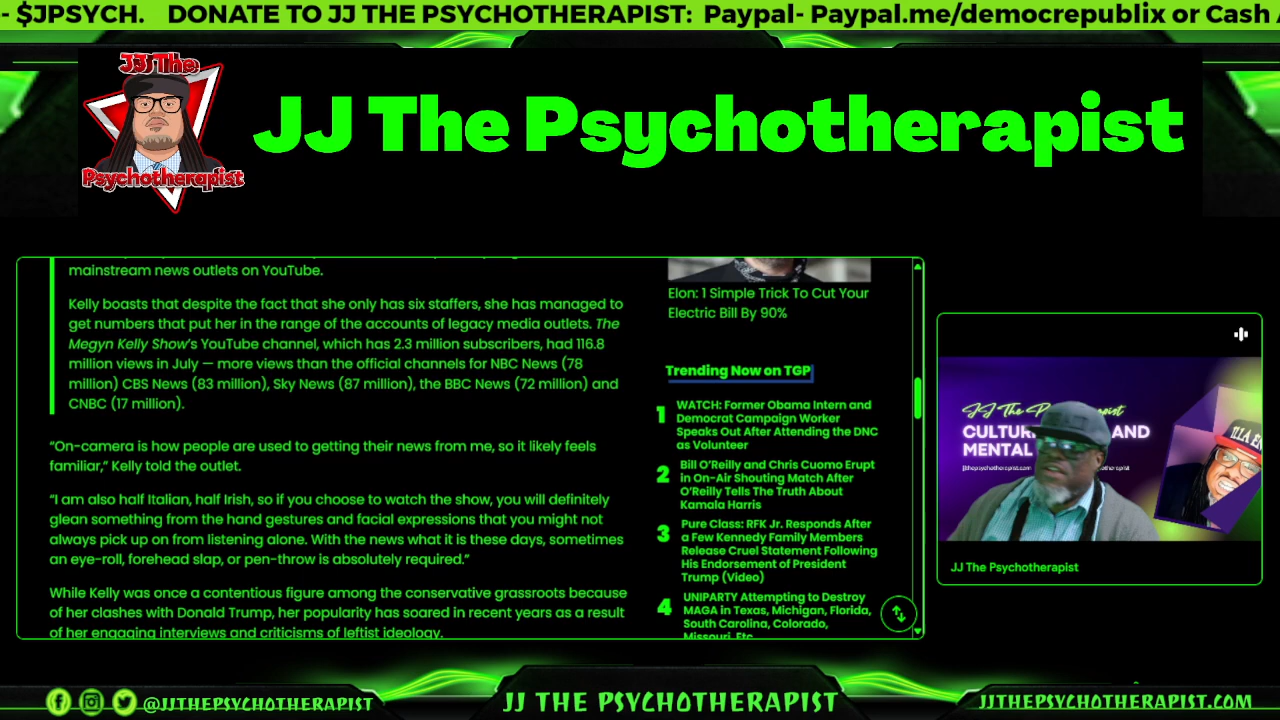 - $JPSYCH.    DONATE TO JJ THE PSYCHOTHERAPIST:  Paypal- Paypal.me/democrepublix or Cash
JJ The
Psychotherapist
JJ The Psychotherapist
mainstream news outlets on YouTube.
Kelly boasts that despite the fact that she only has six staffers, she has managed to
get numbers that put her in the range of the accounts of legacy media outlets. The
Megyn Kelly Show's YouTube channel, which has 2.3 million subscribers, had 116.8
million views in July — more views than the official channels for NBC News (78
million) CBS News (83 million), Sky News (87 million), the BBC News (72 million) and
CNBC (17 million).
“On-camera is how people are used to getting their news from me, so it likely feels
familiar,” Kelly told the outlet.
“I am also half Italian, half Irish, so if you choose to watch the show, you will definitely
glean something from the hand gestures and facial expressions that you might not
always pick up on from listening alone. With the news what it is these days, sometimes
an eye-roll, forehead slap, or pen-throw is absolutely required.”
While Kelly was once a contentious figure among the conservative grassroots because
of her clashes with Donald Trump, her popularity has soared in recent years as a result
of her engaging interviews and criticisms of leftist ideology.
Elon: 1 Simple Trick To Cut Your
Electric Bill By 90%
Trending Now on TGP
1 WATCH: Former Obama Intern and
Democrat Campaign Worker
Speaks Out After Attending the DNC
as Volunteer
2 Bill O'Reilly and Chris Cuomo Erupt
in On-Air Shouting Match After
O'Reilly Tells The Truth About
Kamala Harris
3 Pure Class: RFK Jr. Responds After
a Few Kennedy Family Members
Release Cruel Statement Following
His Endorsement of President
Trump (Video)
4 UNIPARTY Attempting to Destroy
MAGA in Texas, Michigan, Florida,
South Carolina, Colorado,
Missouri, Etc
JJ The
AND
MENTAL
JJ The Psychotherapist
@JJTHEPSYCHOTHERAPIST
JJ THE PSYCHOTHERAPIST
JJTHEPSYCHOTHERAPIST.COM